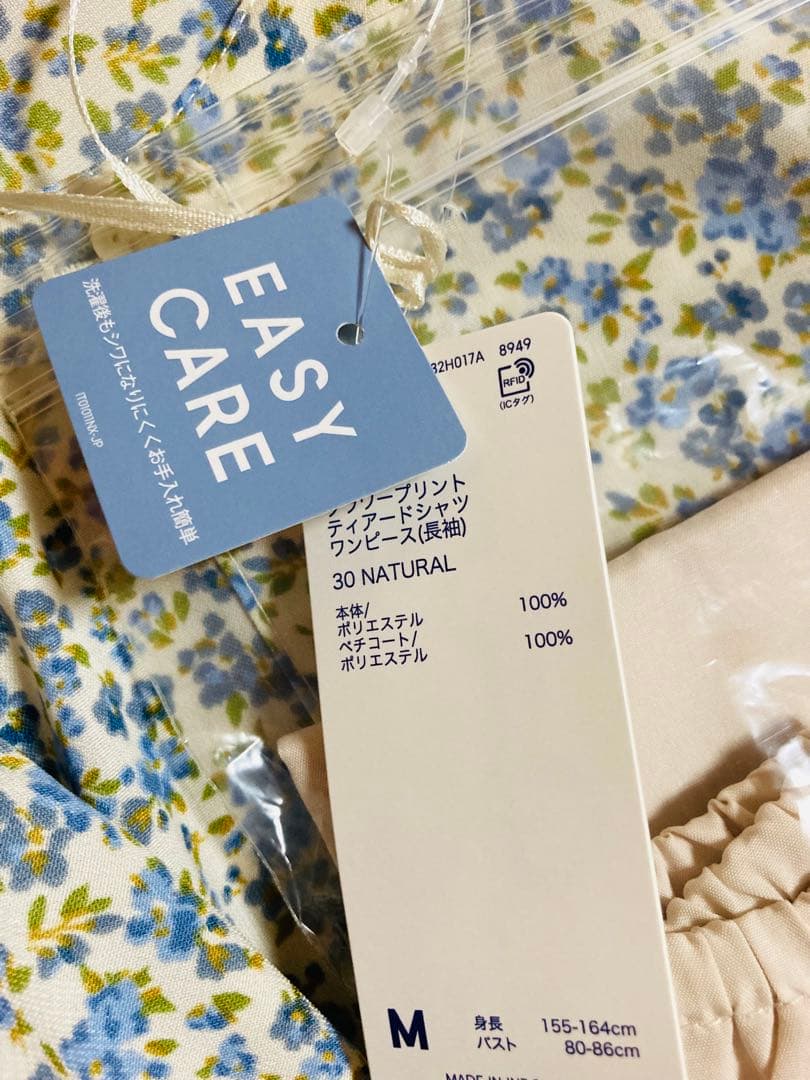 EASY
CARE
洗濯後もシワになりにくくお手入れ簡単
IT01011NX-JP
32H017A 8949
RFID
(ICタグ)
フラワープリント
ティアードシャツ
ワンピース(長袖)
30 NATURAL
本体/
ポリエステル 100%
ペチコート/
ポリエステル 100%
M 身長 155-164cm
バスト 80-86cm
MADE IN